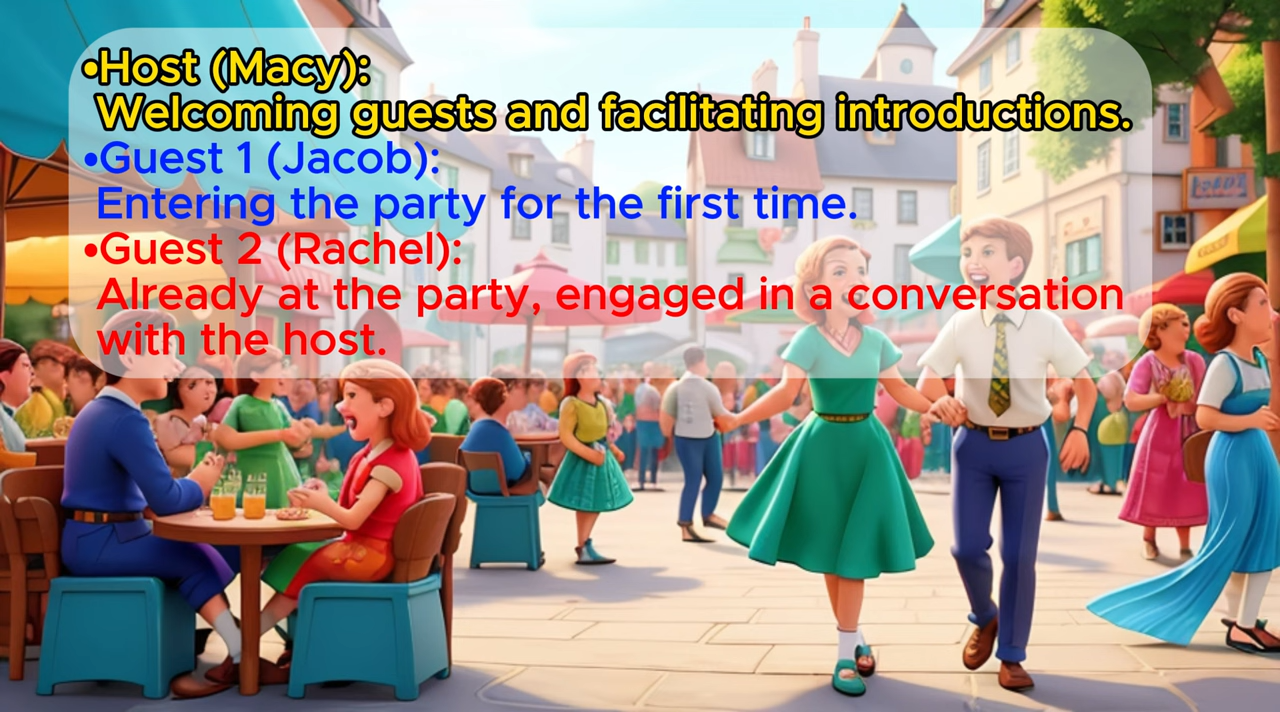 •Host (Macy):
Welcoming guests and facilitating introductions.
•Guest 1 (Jacob):
Entering the party for the first time.
•Guest 2 (Rachel):
Already at the party, engaged in a conversation
with the host.